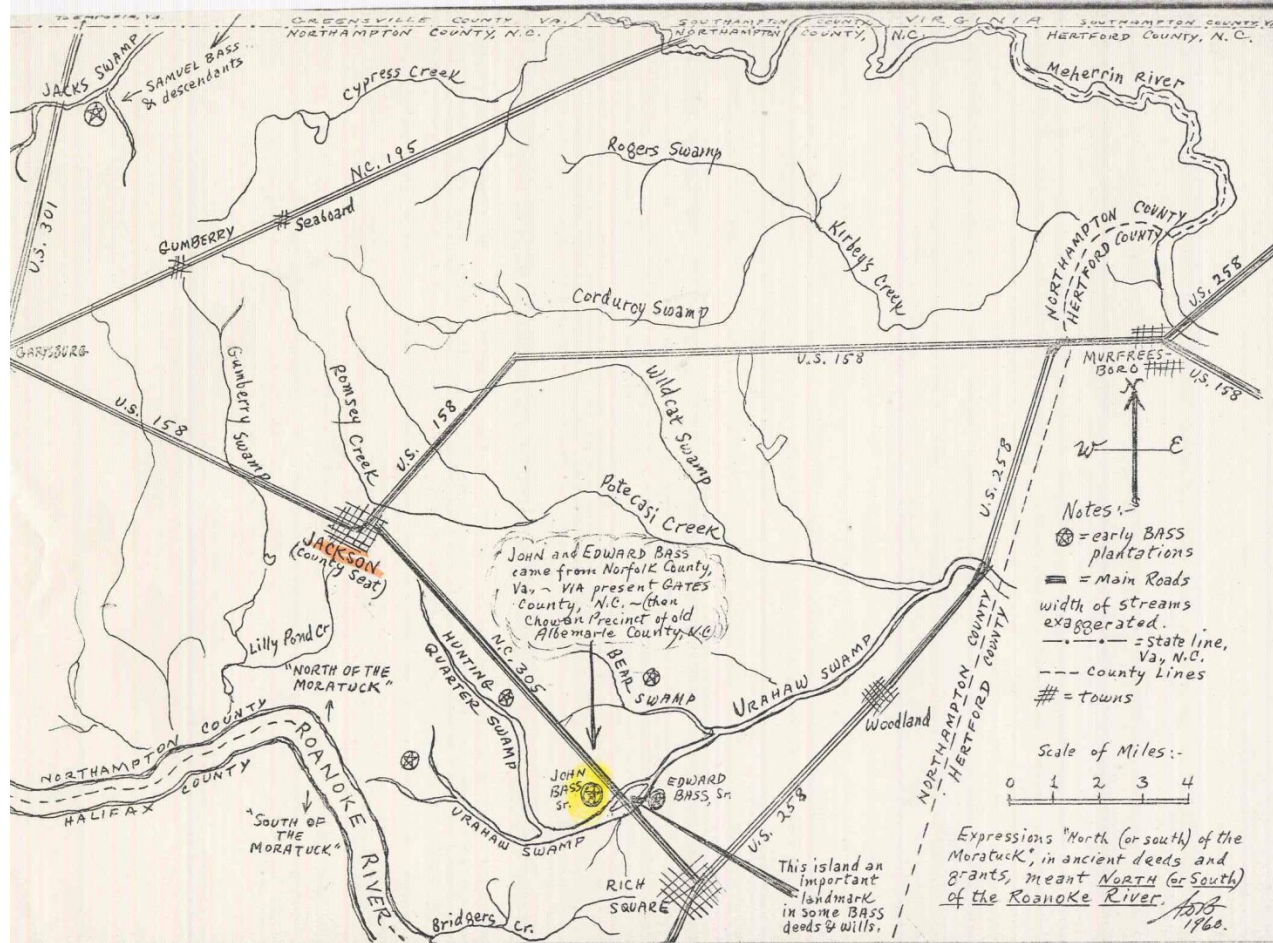 TO EMPORIA, VA.
GREENSVILLE COUNTY VA.
NORTHAMPTON COUNTY, N.C.
SOUTHAMPTON COUNTY VIRGINIA
NORTHAMPTON COUNTY, N.C.
SOUTHAMPTON COUNTY, VA.
HERTFORD COUNTY, N.C.
JACKS SWAMP
SAMUEL BASS
& descendants
Cypress Creek
Meherrin River
Rogers Swamp
N.C. 195
U.S. 301
Seaboard
GUMBERRY
Kirbey's Creek
NORTHAMPTON COUNTY
HERTFORD COUNTY
U.S. 258
Corduroy Swamp
GARYSBURG
U.S. 158
MURFREES-
BORO
U.S. 158
Gumberry Swamp
Romsey Creek
Wildcat Swamp
U.S. 158
U.S. 158
N
W E
S
U.S. 258
Potecasi Creek
JACKSON
(County Seat)
JOHN and EDWARD BASS
came from Norfolk County,
Va, ~ VIA present GATES
County, N.C. ~ (then
Chowan Precinct of old
Albemarle County, N.C.)
Notes:-
= early BASS
plaktations
= Main Roads
width of streams
exaggerated.
= State line,
Va., N.C.
--- County Lines
# = towns
Lilly Pond Cr
"NORTH OF THE
MORATUCK"
HUNTING
QUARTER SWAMP
N.C. 305
BEAR
SWAMP
URAHAW SWAMP
Woodland
NORTHAMPTON COUNTY
HERTFORD COUNTY
NORTHAMPTON COUNTY
HALIFAX COUNTY
ROANOKE RIVER
Scale of Miles:-
0 1 2 3 4
JOHN
BASS
Sr.
EDWARD
BASS, Sr.
"SOUTH OF
THE
MORATUCK"
URAHAW SWAMP
U.S. 258
NORTHAMPTON COUNTY
HERTFORD COUNTY
Expressions "North (or south) of the
Moratuck", in ancient deeds and
grants, meant NORTH (or South)
of the Roanoke River.
1960.
This island an
important
landmark
in some BASS
deeds & wills.
RICH
SQUARE
Bridgers Cr.